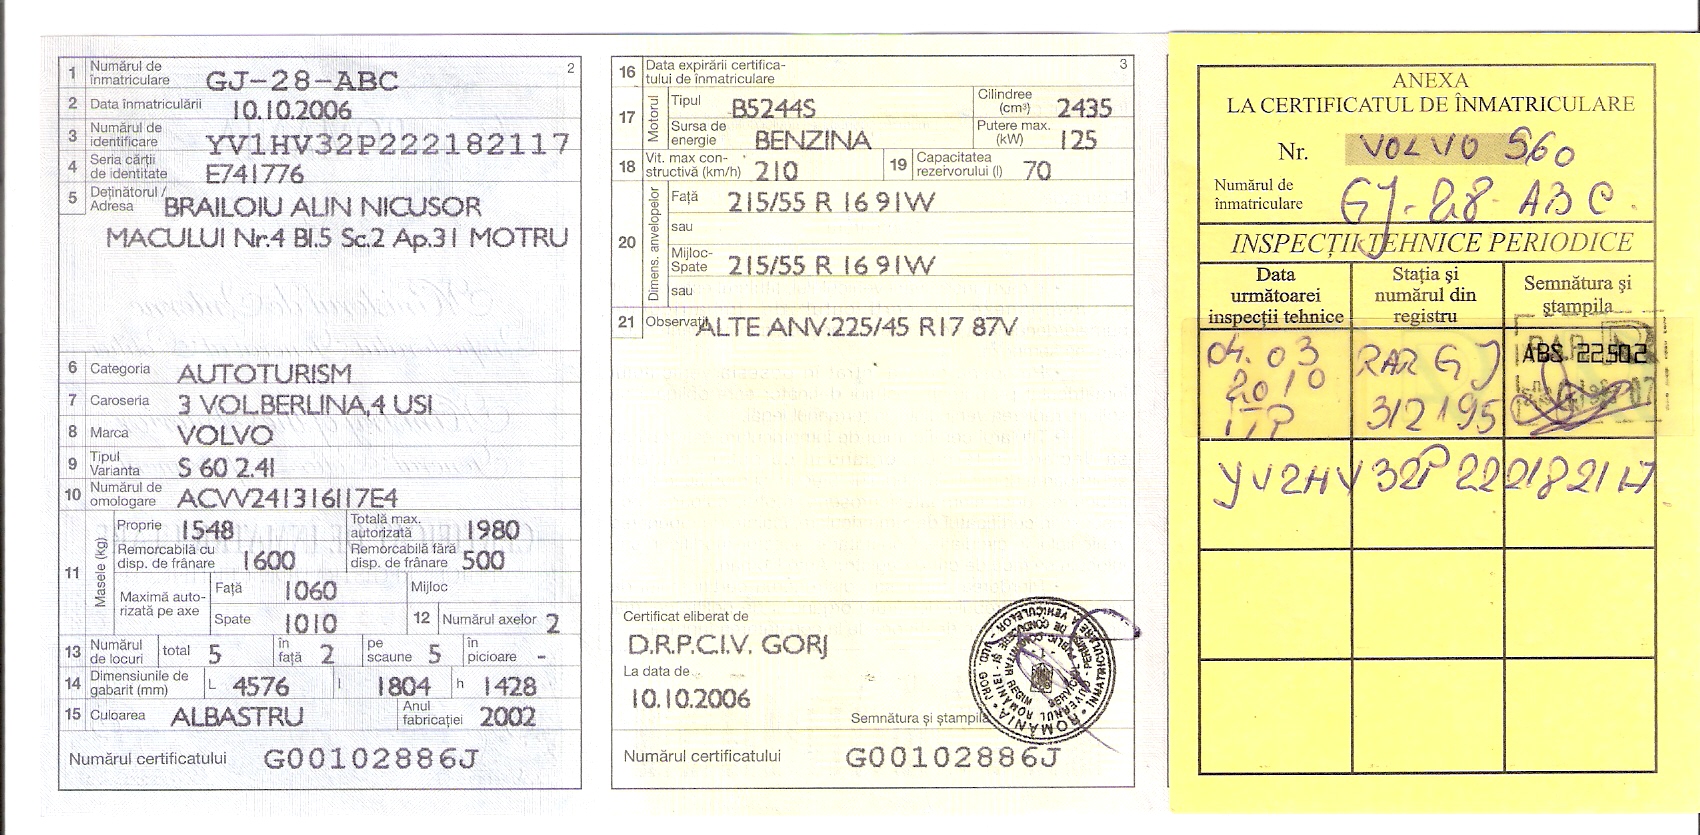 2
1 Numărul de înmatriculare GJ-28-ABC
2 Data înmatriculării 10.10.2006
3 Numărul de identificare YV1HV32P222182117
4 Seria cărții de identitate E741776
5 Deținătorul / Adresa BRAILOIU ALIN NICUSOR
MACULUI Nr.4 Bl.5 Sc.2 Ap.31 MOTRU
6 Categoria AUTOTURISM
7 Caroseria 3 VOLBERLINA,4 USI
8 Marca VOLVO
9 Tipul Varianta S 60 2.4I
10 Numărul de omologare ACVV241316I17E4
11 Masele (kg)
Proprie 1548 Totală max. autorizată 1980
Remorcabilă cu disp. de frânare 1600 Remorcabilă fără disp. de frânare 500
Maximă autorizată pe axe Față 1060 Mijloc
Spate 1010 12 Numărul axelor 2
13 Numărul de locuri total 5 în față 2 pe scaune 5 în picioare -
14 Dimensiunile de gabarit (mm) L 4576 l 1804 h 1428
15 Culoarea ALBASTRU Anul fabricației 2002
Numărul certificatului G00102886J
3
16 Data expirării certifica-
tului de înmatriculare
17 Motorul Tipul B5244S Cilindree (cm³) 2435
Sursa de energie BENZINA Putere max. (kW) 125
18 Vit. max con-
structivă (km/h) 210 19 Capacitatea rezervorului (l) 70
20 Dimens. anvelopelor
Față 215/55 R 16 91W
sau
Mijloc-
Spate 215/55 R 16 91W
sau
21 Observații ALTE ANV.225/45 R17 87V
Certificat eliberat de
D.R.P.C.I.V. GORJ
La data de
10.10.2006
Semnătura și ștampila
Numărul certificatului G00102886J
ANEXA
LA CERTIFICATUL DE ÎNMATRICULARE
Nr. VOLVO S60
Numărul de înmatriculare GJ-28-ABC.
INSPECȚII TEHNICE PERIODICE
Data următoarei inspecții tehnice
Stația și numărul din registru
Semnătura și ștampila
04.03 RAR GJ ABS 22502
2010
ITP 312195
YV2HV32P222182117